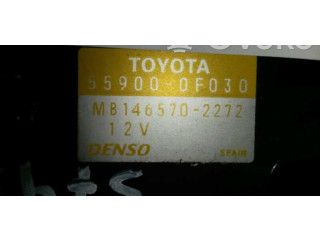 TOYOTA
55900-0F030
MB146570-2272
12V
DENSO
SPAIN